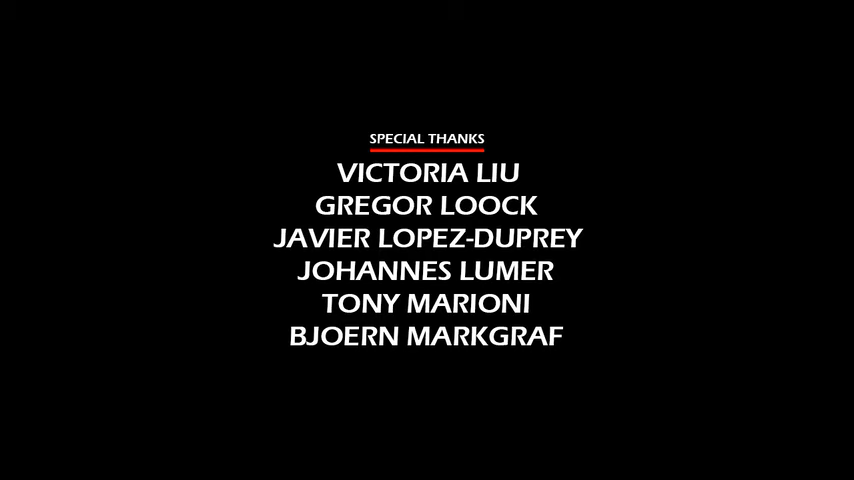 SPECIAL THANKS
VICTORIA LIU
GREGOR LOOCK
JAVIER LOPEZ-DUPREY
JOHANNES LUMER
TONY MARIONI
BJOERN MARKGRAF